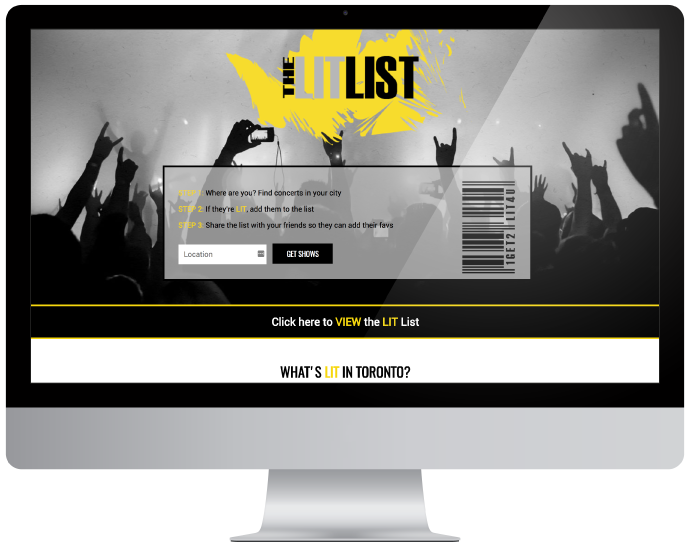 THE LIT LIST
STEP 1: Where are you? Find concerts in your city
STEP 2: If they're LIT, add them to the list
STEP 3: Share the list with your friends so they can add their favs
Location
GET SHOWS
1GET2 LIT4U
Click here to VIEW the LIT List
WHAT'S LIT IN TORONTO?